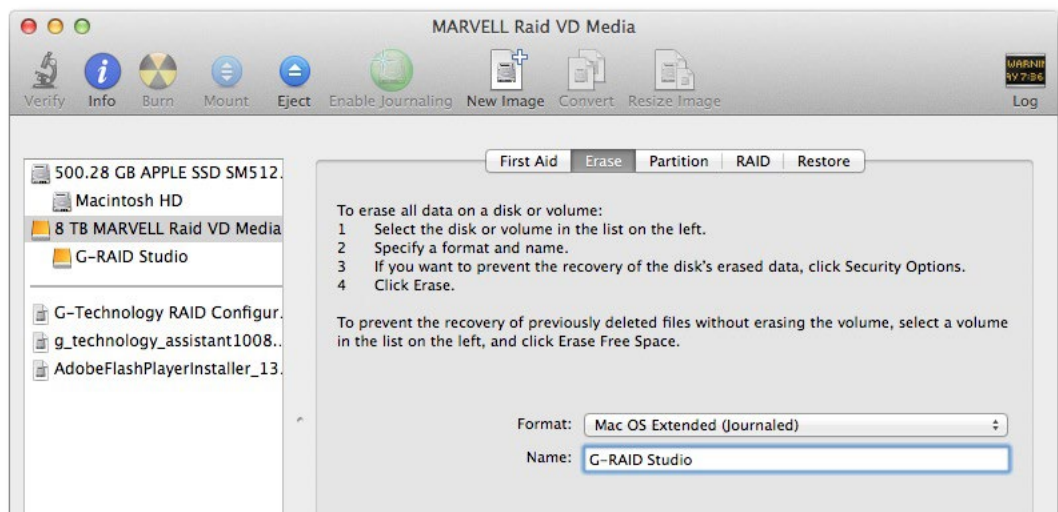 MARVELL Raid VD Media
Verify Info Burn Mount Eject Enable Journaling New Image Convert Resize Image Log
WARNIN
AY 7:36
500.28 GB APPLE SSD SM512.
Macintosh HD
8 TB MARVELL Raid VD Media
G-RAID Studio
G-Technology RAID Configur.
g_technology_assistant1008..
AdobeFlashPlayerInstaller_13.
First Aid Erase Partition RAID Restore
To erase all data on a disk or volume:
1 Select the disk or volume in the list on the left.
2 Specify a format and name.
3 If you want to prevent the recovery of the disk's erased data, click Security Options.
4 Click Erase.
To prevent the recovery of previously deleted files without erasing the volume, select a volume
in the list on the left, and click Erase Free Space.
Format: Mac OS Extended (Journaled)
Name: G-RAID Studio